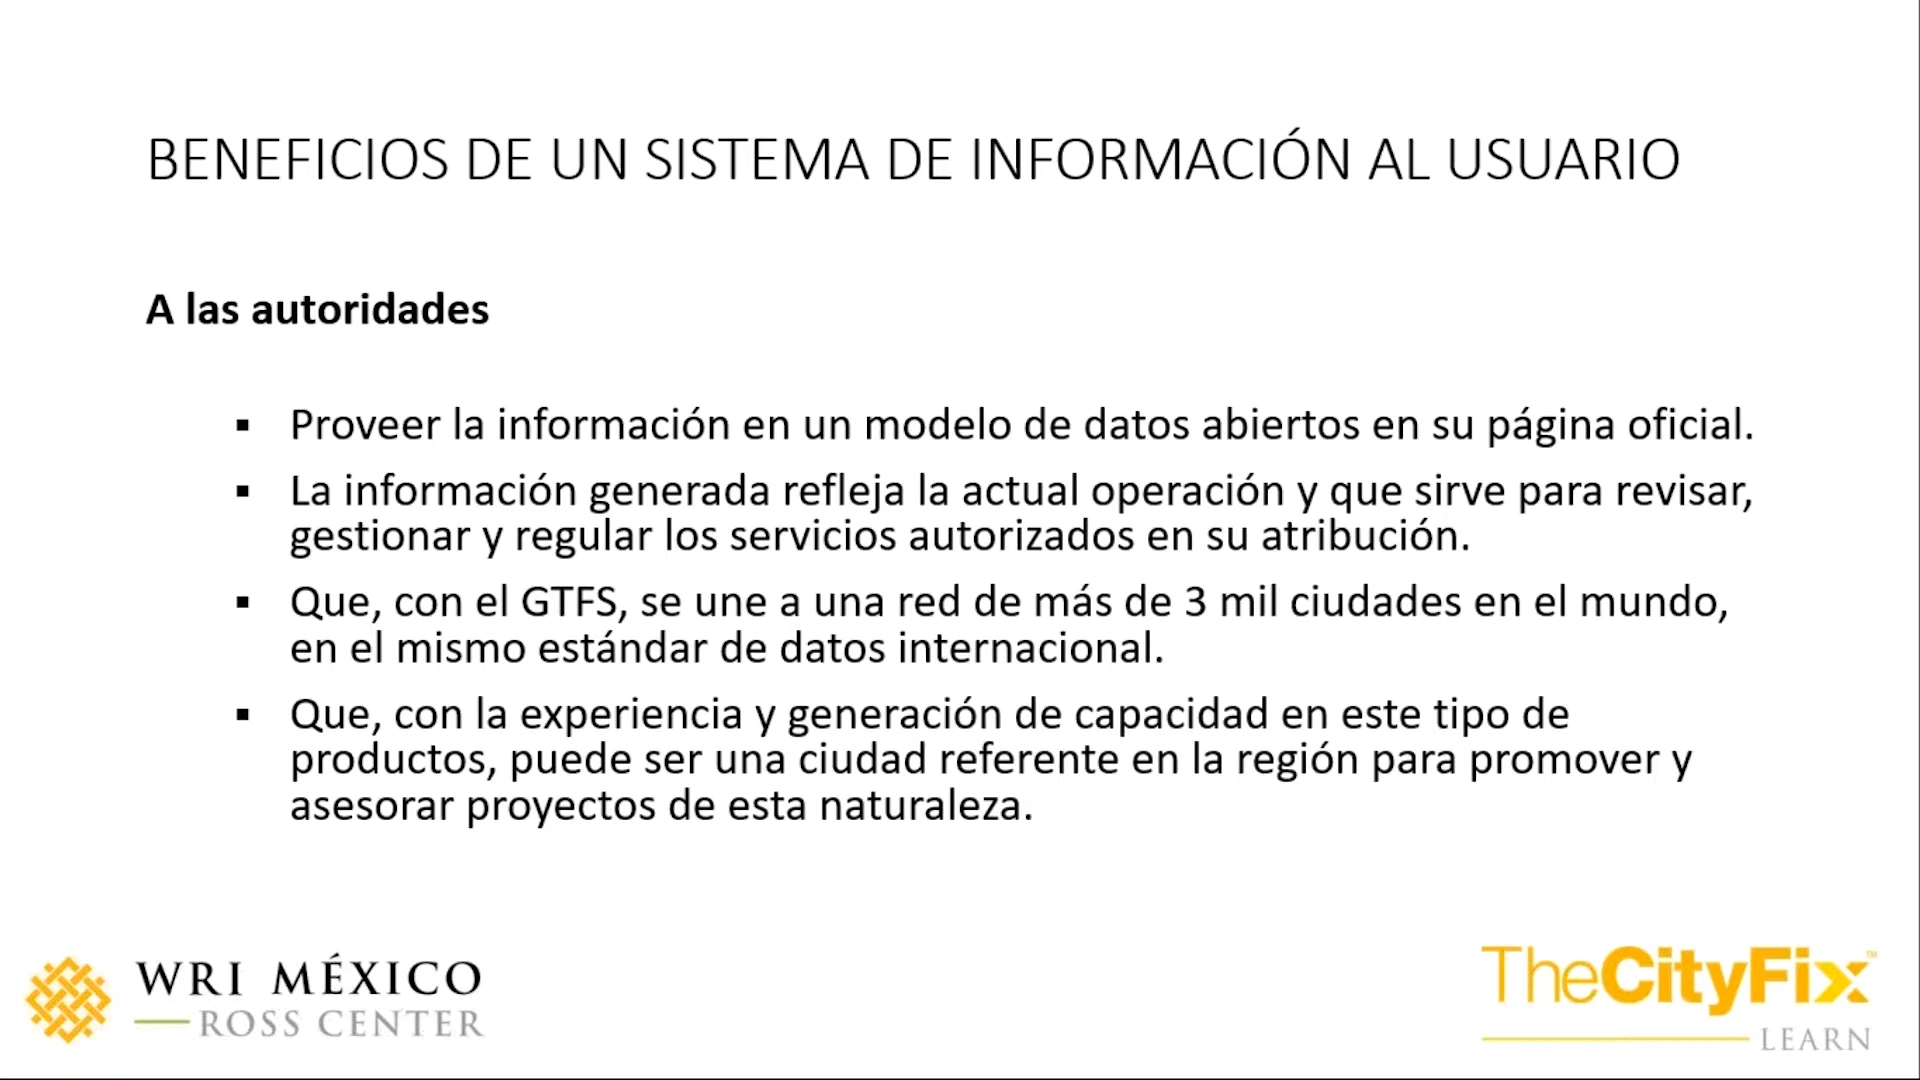 BENEFICIOS DE UN SISTEMA DE INFORMACIÓN AL USUARIO
A las autoridades
▪ Proveer la información en un modelo de datos abiertos en su página oficial.
▪ La información generada refleja la actual operación y que sirve para revisar,
gestionar y regular los servicios autorizados en su atribución.
▪ Que, con el GTFS, se une a una red de más de 3 mil ciudades en el mundo,
en el mismo estándar de datos internacional.
▪ Que, con la experiencia y generación de capacidad en este tipo de
productos, puede ser una ciudad referente en la región para promover y
asesorar proyectos de esta naturaleza.
WRI MÉXICO
ROSS CENTER
TheCityFix™
LEARN